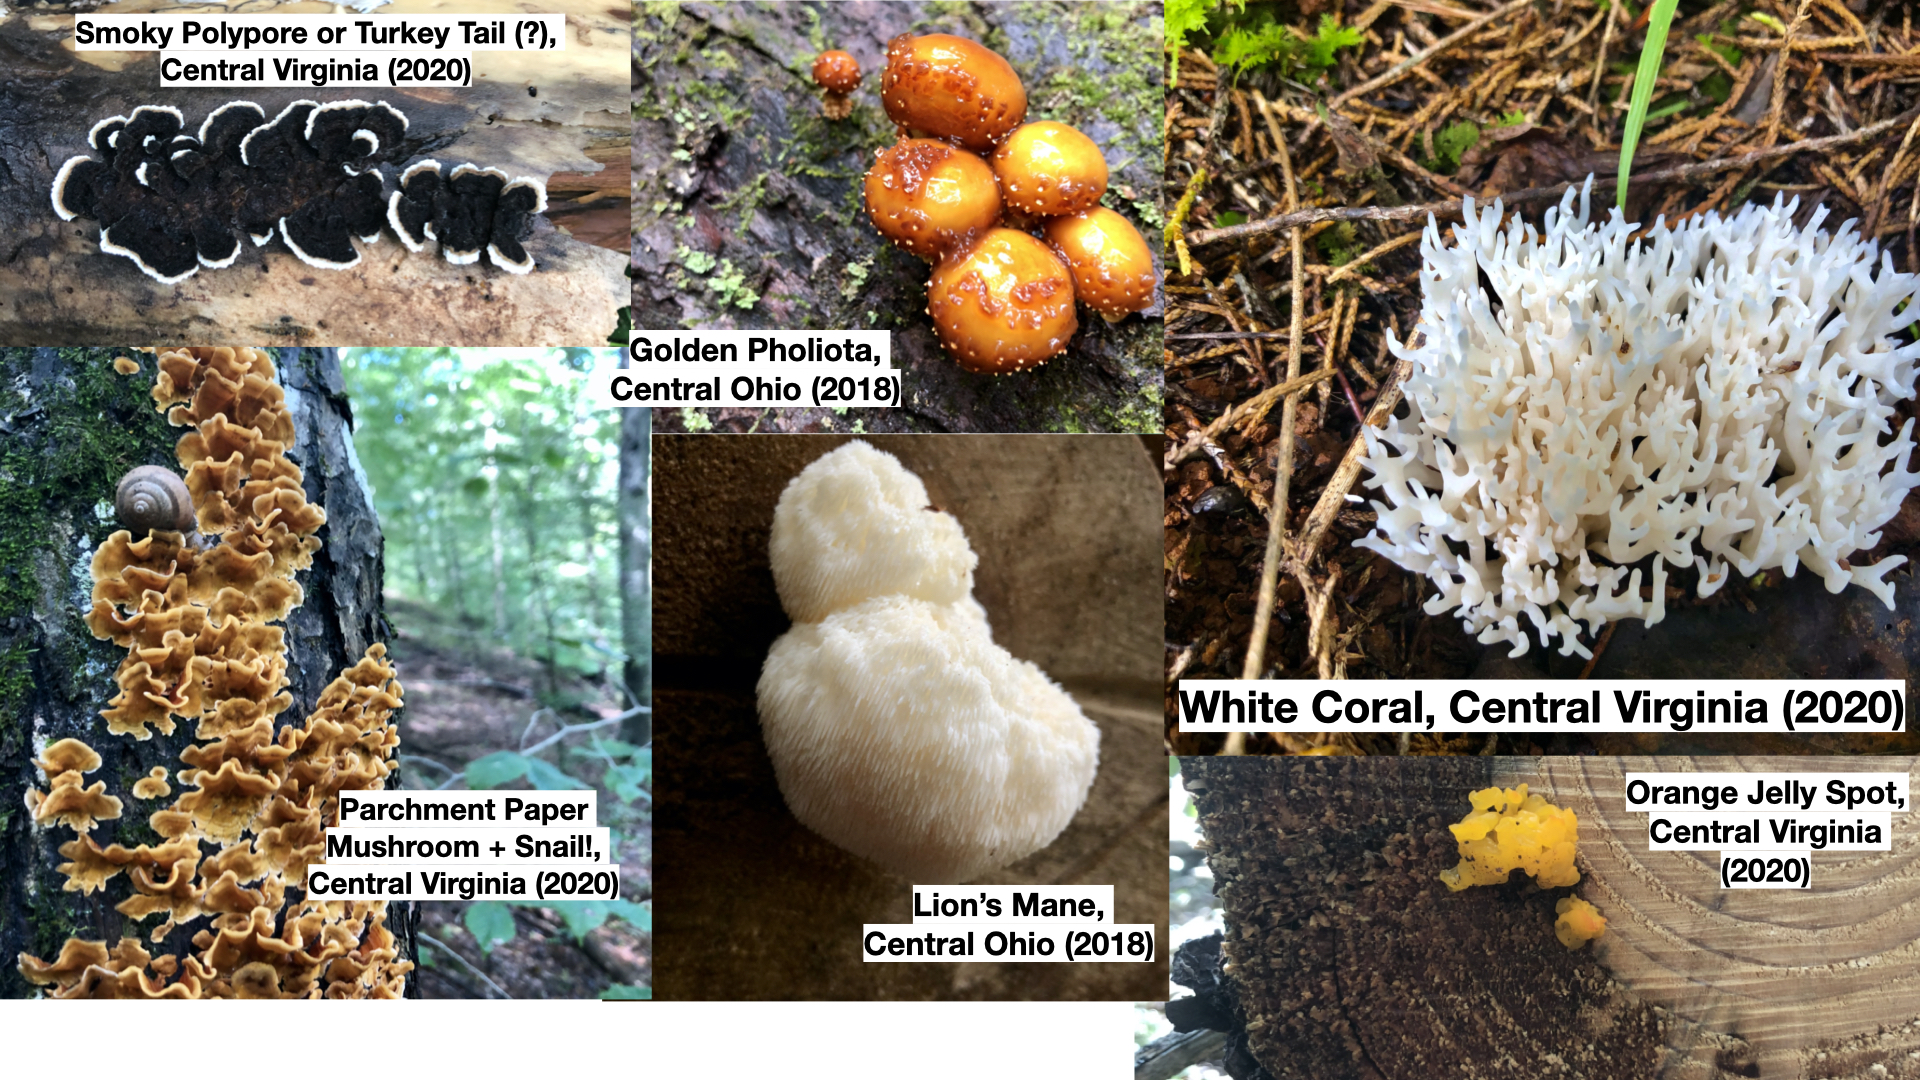 Smoky Polypore or Turkey Tail (?),
Central Virginia (2020)
Golden Pholiota,
Central Ohio (2018)
White Coral, Central Virginia (2020)
Parchment Paper
Mushroom + Snail!,
Central Virginia (2020)
Lion’s Mane,
Central Ohio (2018)
Orange Jelly Spot,
Central Virginia
(2020)